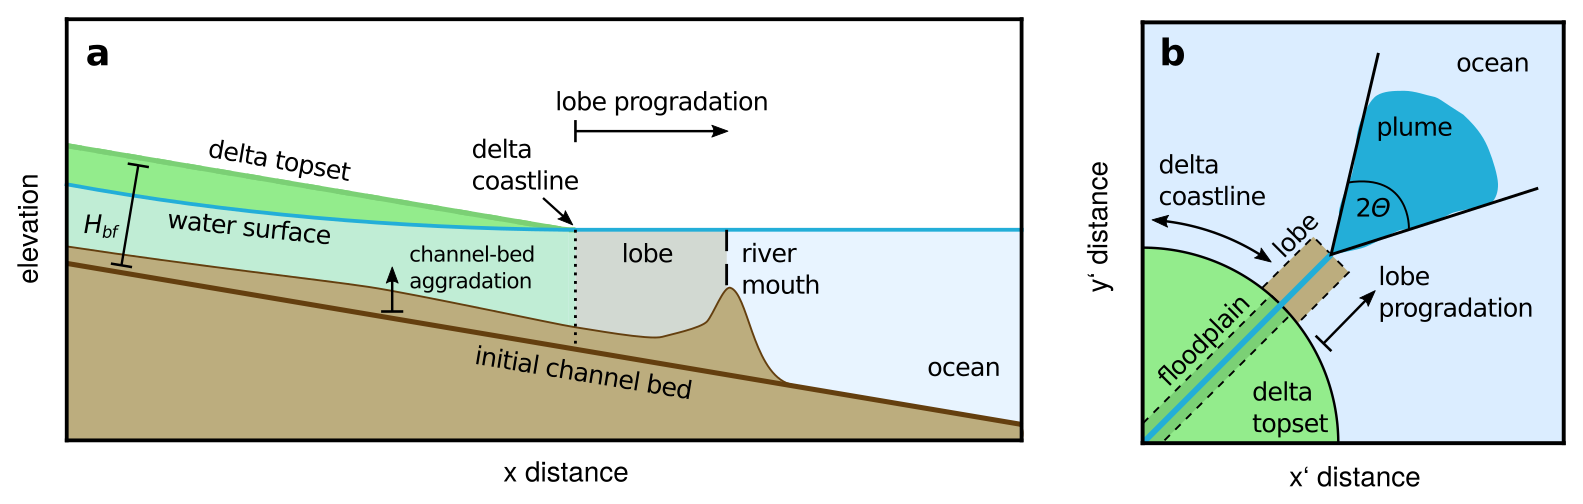 a
lobe progradation
delta
coastline
delta topset
water surface
H_bf
channel-bed
aggradation
lobe
river
mouth
initial channel bed
ocean
elevation
x distance
b
ocean
plume
delta
coastline
2Θ
lobe
lobe
progradation
floodplain
delta
topset
y‘ distance
x‘ distance